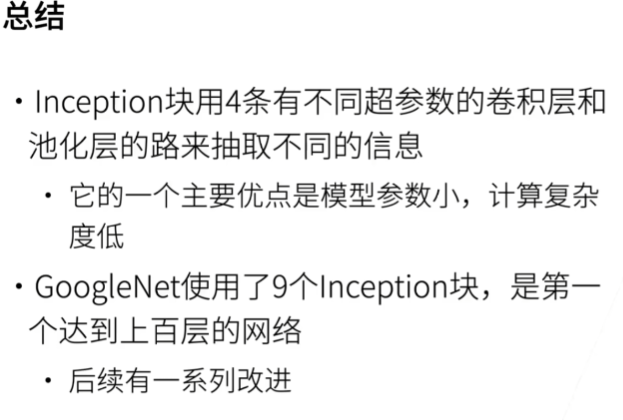 总结
• Inception块用4条有不同超参数的卷积层和
池化层的路来抽取不同的信息
• 它的一个主要优点是模型参数小，计算复杂
度低
• GoogleNet使用了9个Inception块，是第一
个达到上百层的网络
• 后续有一系列改进